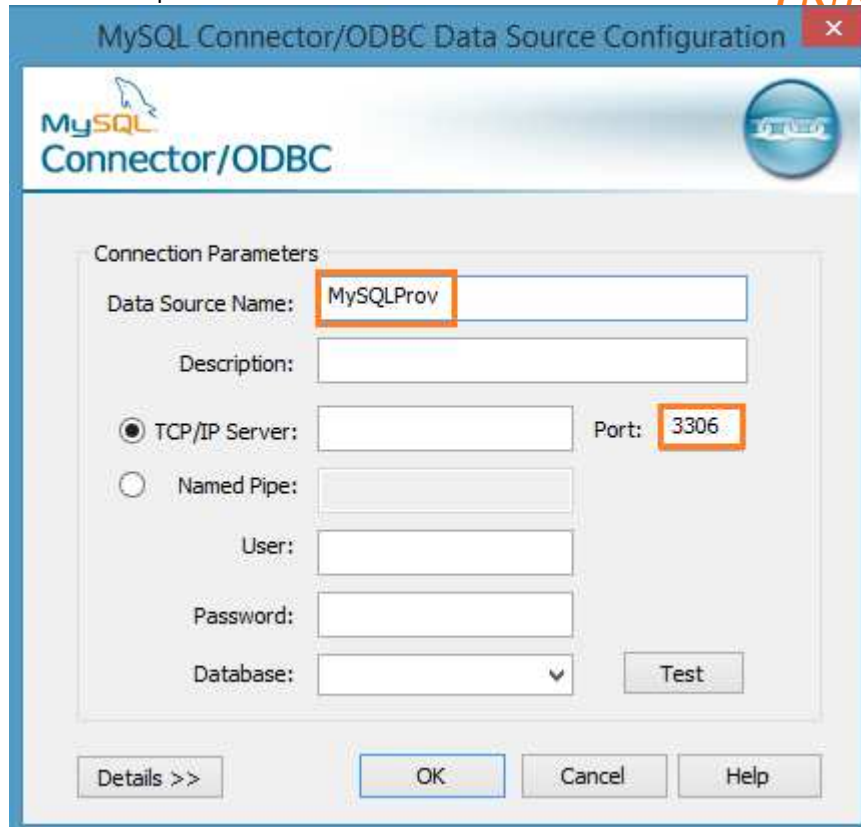 MySQL Connector/ODBC Data Source Configuration
MySQL
Connector/ODBC
Connection Parameters
Data Source Name: MySQLProv
Description:
TCP/IP Server: Port: 3306
Named Pipe:
User:
Password:
Database: Test
Details >> OK Cancel Help